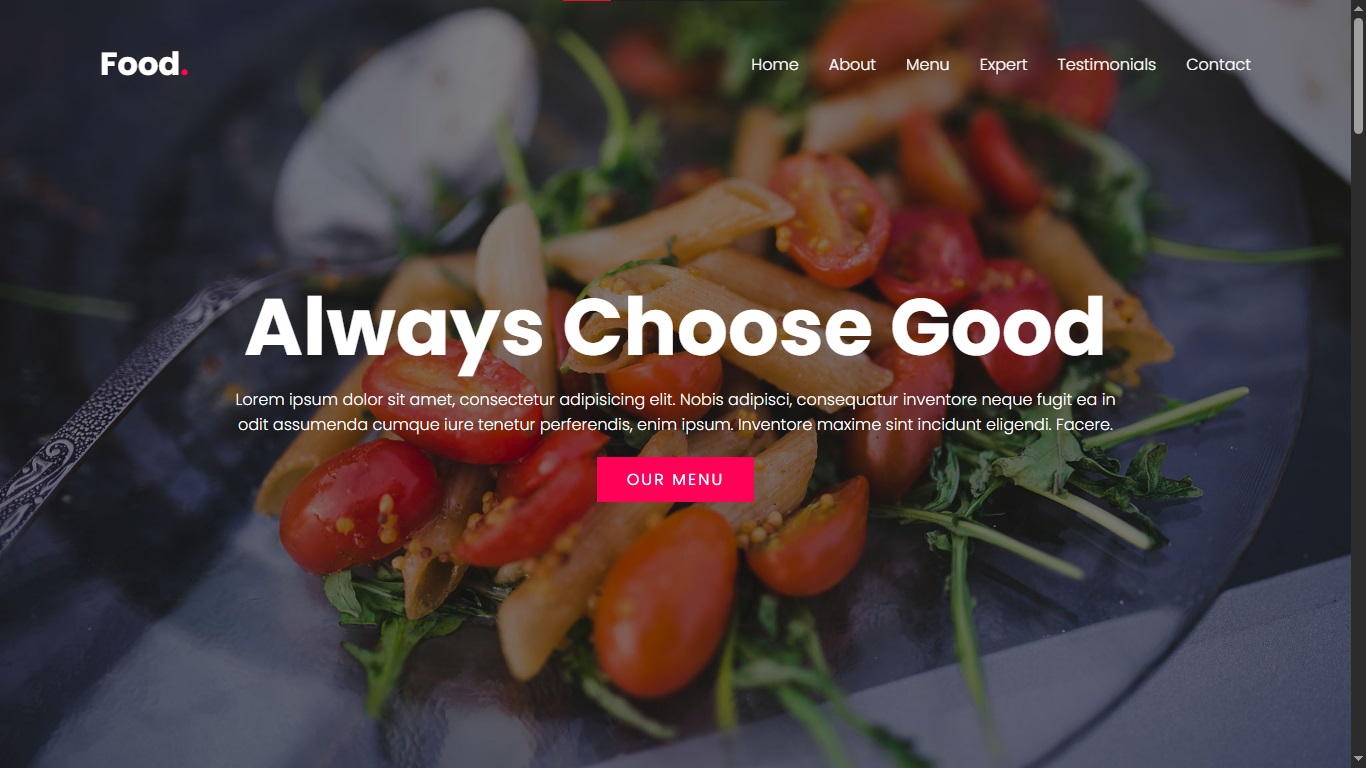 Food.
Home About Menu Expert Testimonials Contact
Always Choose Good
Lorem ipsum dolor sit amet, consectetur adipisicing elit. Nobis adipisci, consequatur inventore neque fugit ea in
odit assumenda cumque iure tenetur perferendis, enim ipsum. Inventore maxime sint incidunt eligendi. Facere.
OUR MENU